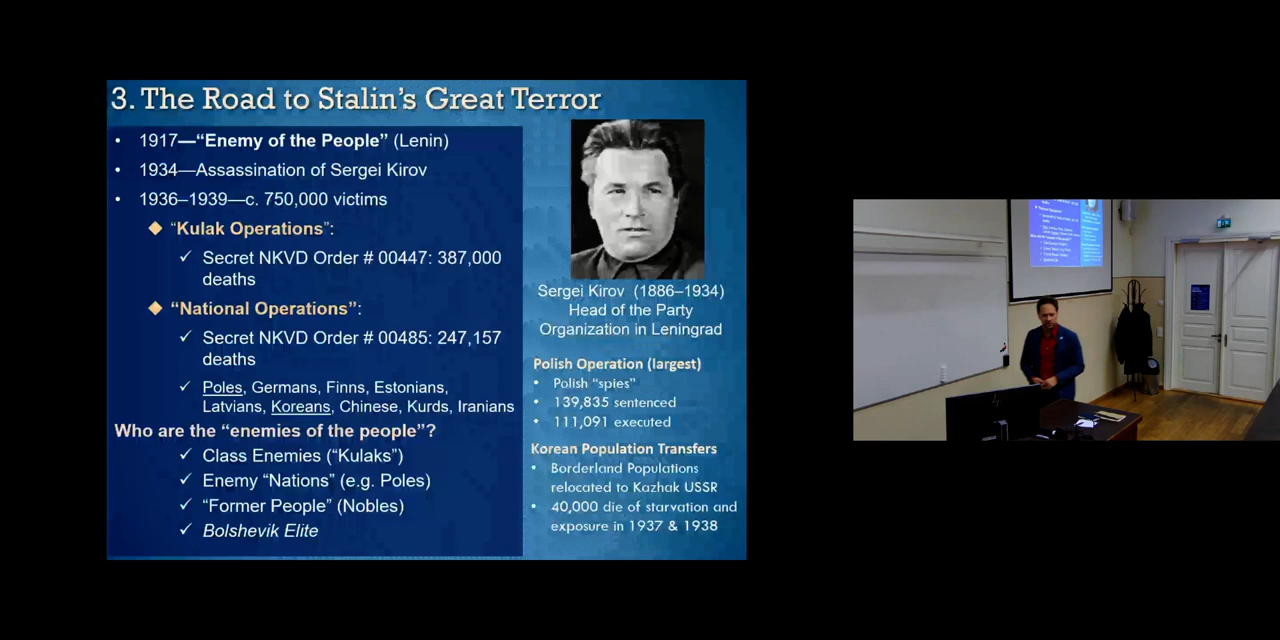 3. The Road to Stalin's Great Terror
• 1917—“Enemy of the People” (Lenin)
• 1934—Assassination of Sergei Kirov
• 1936–1939—c. 750,000 victims
◆ “Kulak Operations”:
✓ Secret NKVD Order # 00447: 387,000
deaths
◆ “National Operations”:
✓ Secret NKVD Order # 00485: 247,157
deaths
✓ Poles, Germans, Finns, Estonians,
Latvians, Koreans, Chinese, Kurds, Iranians
Who are the “enemies of the people”?
✓ Class Enemies (“Kulaks”)
✓ Enemy “Nations” (e.g. Poles)
✓ “Former People” (Nobles)
✓ Bolshevik Elite
Sergei Kirov (1886–1934)
Head of the Party
Organization in Leningrad
Polish Operation (largest)
• Polish “spies”
• 139,835 sentenced
• 111,091 executed
Korean Population Transfers
• Borderland Populations
relocated to Kazhak USSR
• 40,000 die of starvation and
exposure in 1937 & 1938